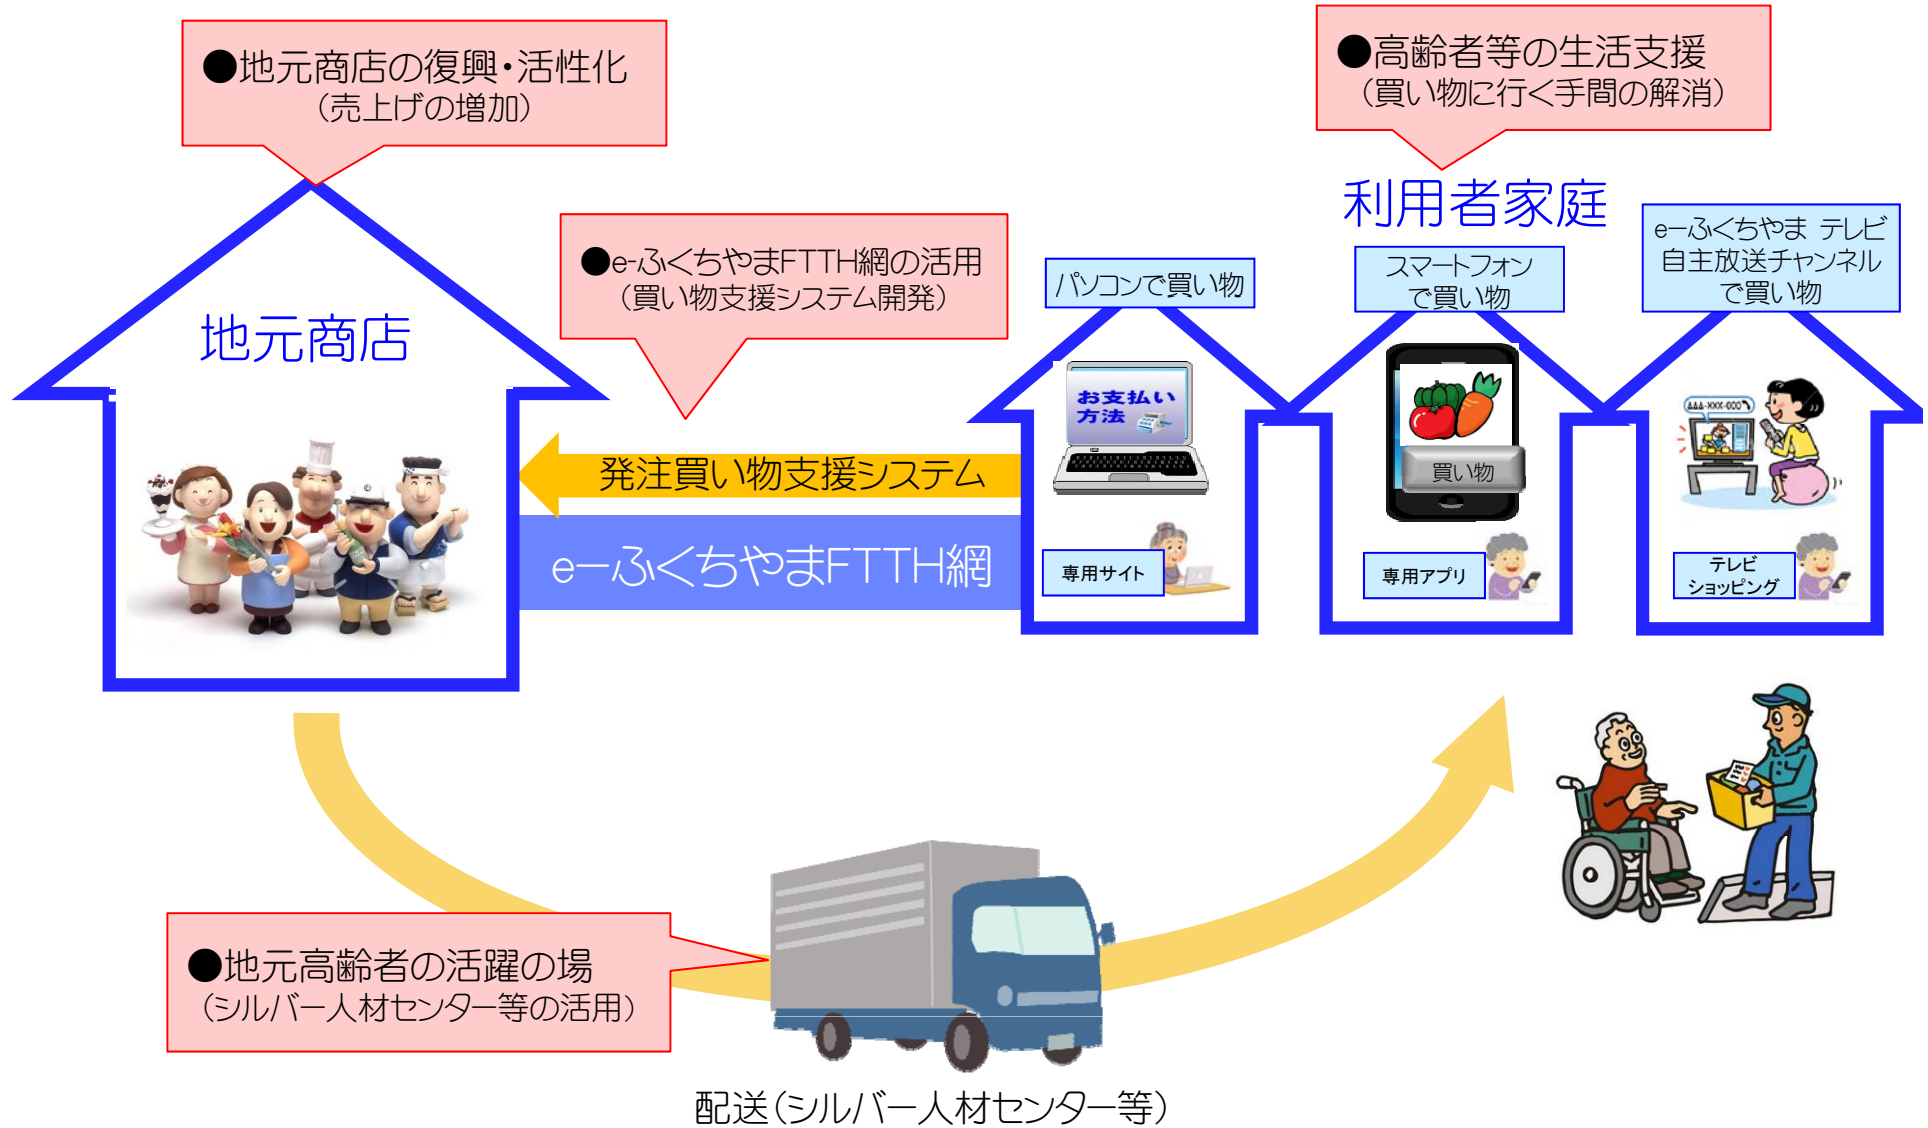 ●地元商店の復興・活性化
(売上げの増加)
●高齢者等の生活支援
(買い物に行く手間の解消)
利用者家庭
●e-ふくちやまFTTH網の活用
(買い物支援システム開発)
パソコンで買い物
スマートフォン
で買い物
eーふくちやま テレビ
自主放送チャンネル
で買い物
地元商店
お支払い
方法
買い物
ΔΔΔ-XXX-000
発注買い物支援システム
eーふくちやまFTTH網
専用サイト
専用アプリ
テレビ
ショッピング
●地元高齢者の活躍の場
(シルバー人材センター等の活用)
配送(シルバー人材センター等)